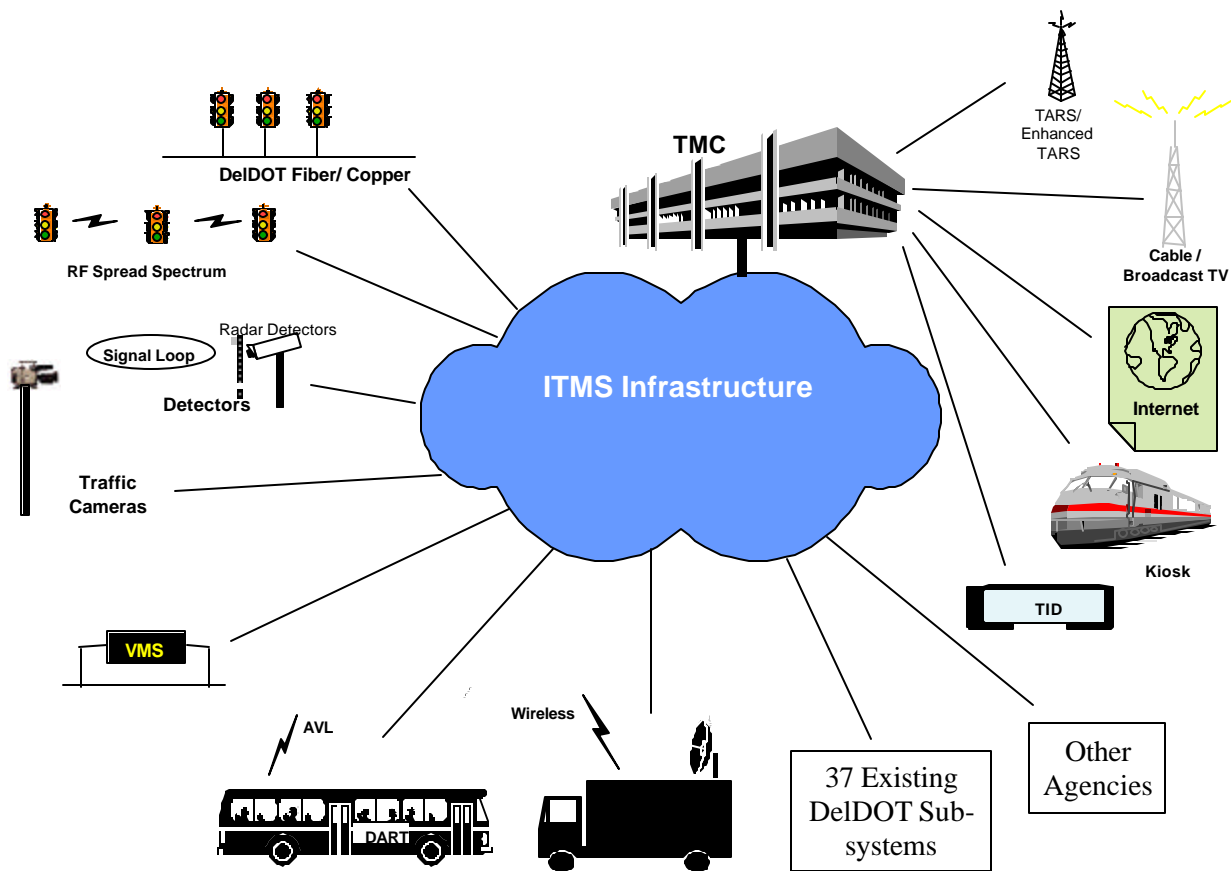 TARS/
Enhanced
TARS
TMC
DelDOT Fiber/ Copper
RF Spread Spectrum
Cable /
Broadcast TV
Radar Detectors
Signal Loop
Detectors
ITMS Infrastructure
Internet
Traffic
Cameras
Kiosk
TID
VMS
AVL
Wireless
DART
37 Existing
DelDOT Sub-
systems
Other
Agencies